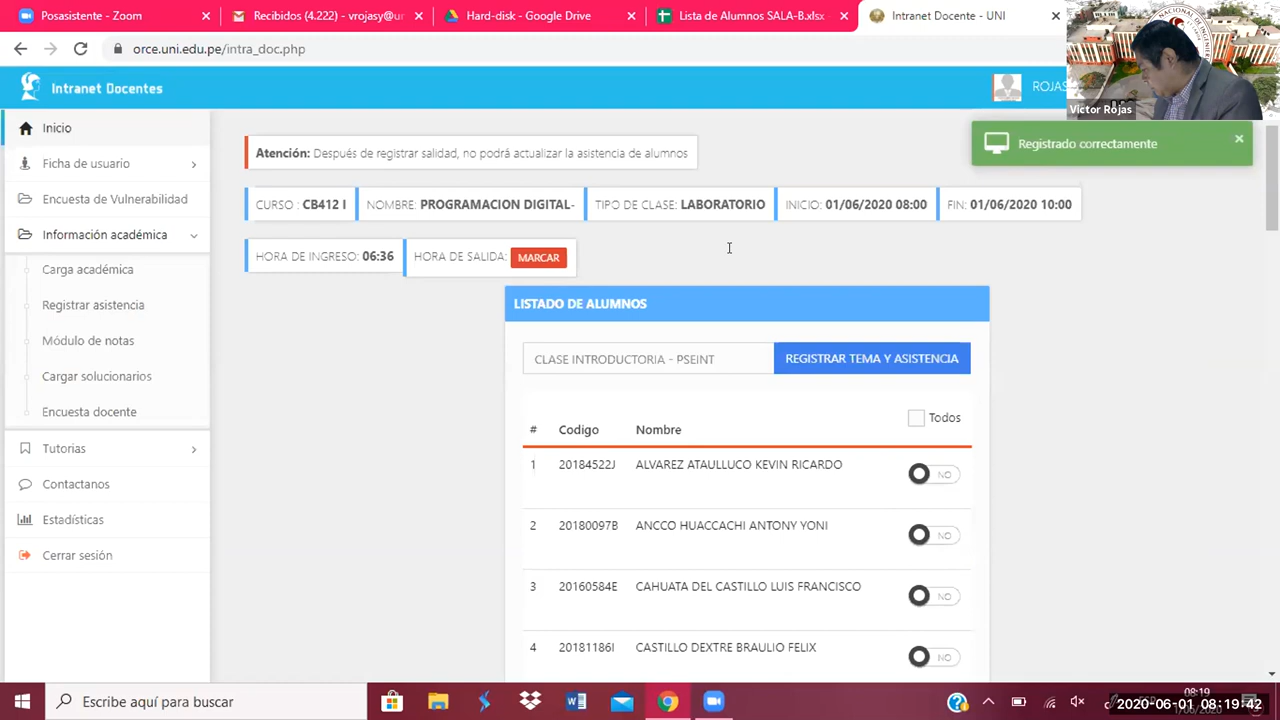 Posasistente - Zoom
Recibidos (4.222) - vrojasy@
Hard-disk - Google Drive
Lista de Alumnos SALA-B.xlsx
Intranet Docente - UNI
orce.uni.edu.pe/intra_doc.php
NACIONAL DE
Intranet Docentes
ROJAS
Victor Rojas
Inicio
Ficha de usuario
Encuesta de Vulnerabilidad
Información académica
Carga académica
Registrar asistencia
Módulo de notas
Cargar solucionarios
Encuesta docente
Tutorias
Contactanos
Estadísticas
Cerrar sesión
Registrado correctamente
Atención: Después de registrar salidad, no podrá actualizar la asistencia de alumnos
CURSO : CB412 I
NOMBRE: PROGRAMACION DIGITAL-
TIPO DE CLASE: LABORATORIO
INICIO: 01/06/2020 08:00
FIN: 01/06/2020 10:00
HORA DE INGRESO: 06:36
HORA DE SALIDA: MARCAR
LISTADO DE ALUMNOS
CLASE INTRODUCTORIA - PSEINT
REGISTRAR TEMA Y ASISTENCIA
Todos
# Codigo Nombre
1 20184522J ALVAREZ ATAULLUCO KEVIN RICARDO NO
2 20180097B ANCCO HUACCACHI ANTONY YONI NO
3 20160584E CAHUATA DEL CASTILLO LUIS FRANCISCO NO
4 20181186I CASTILLO DEXTRE BRAULIO FELIX NO
Escribe aquí para buscar
08:19
2020-06-01 08:19:42